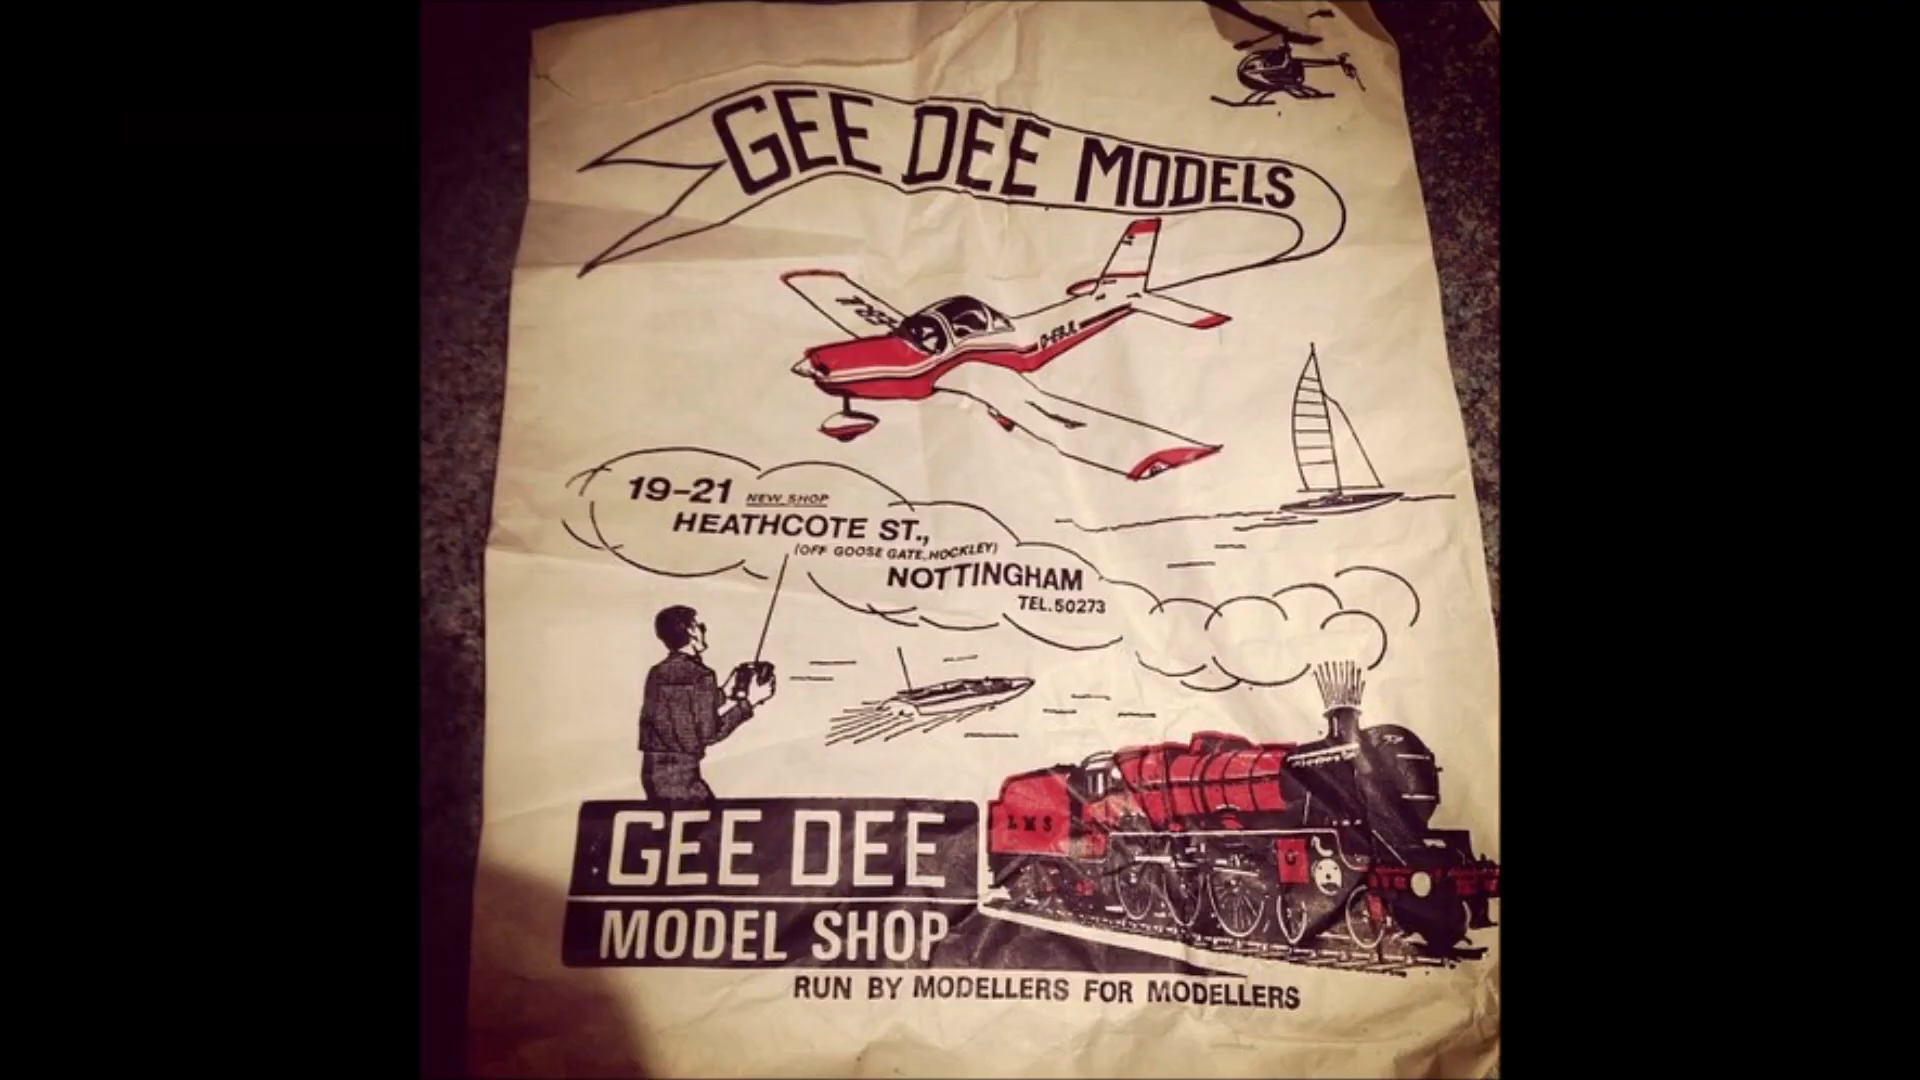 GEE DEE MODELS
D-EBJE
19-21 NEW SHOP
HEATHCOTE ST.,
(OFF GOOSE GATE, HOCKLEY)
NOTTINGHAM
TEL. 50273
LMS
GEE DEE
MODEL SHOP
RUN BY MODELLERS FOR MODELLERS